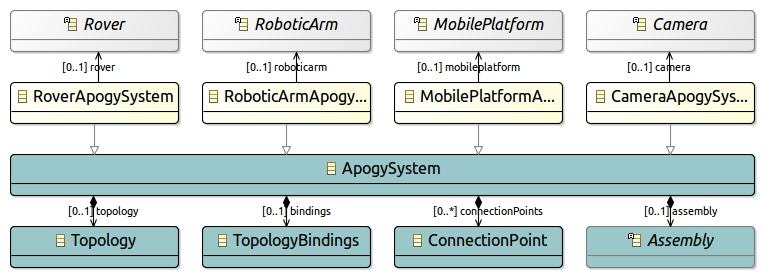 Rover RoboticArm MobilePlatform Camera
[0..1] rover [0..1] roboticarm [0..1] mobileplatform [0..1] camera
RoverApogySystem RoboticArmApogy... MobilePlatformA... CameraApogySys...
ApogySystem
[0..1] topology [0..1] bindings [0..*] connectionPoints [0..1] assembly
Topology TopologyBindings ConnectionPoint Assembly